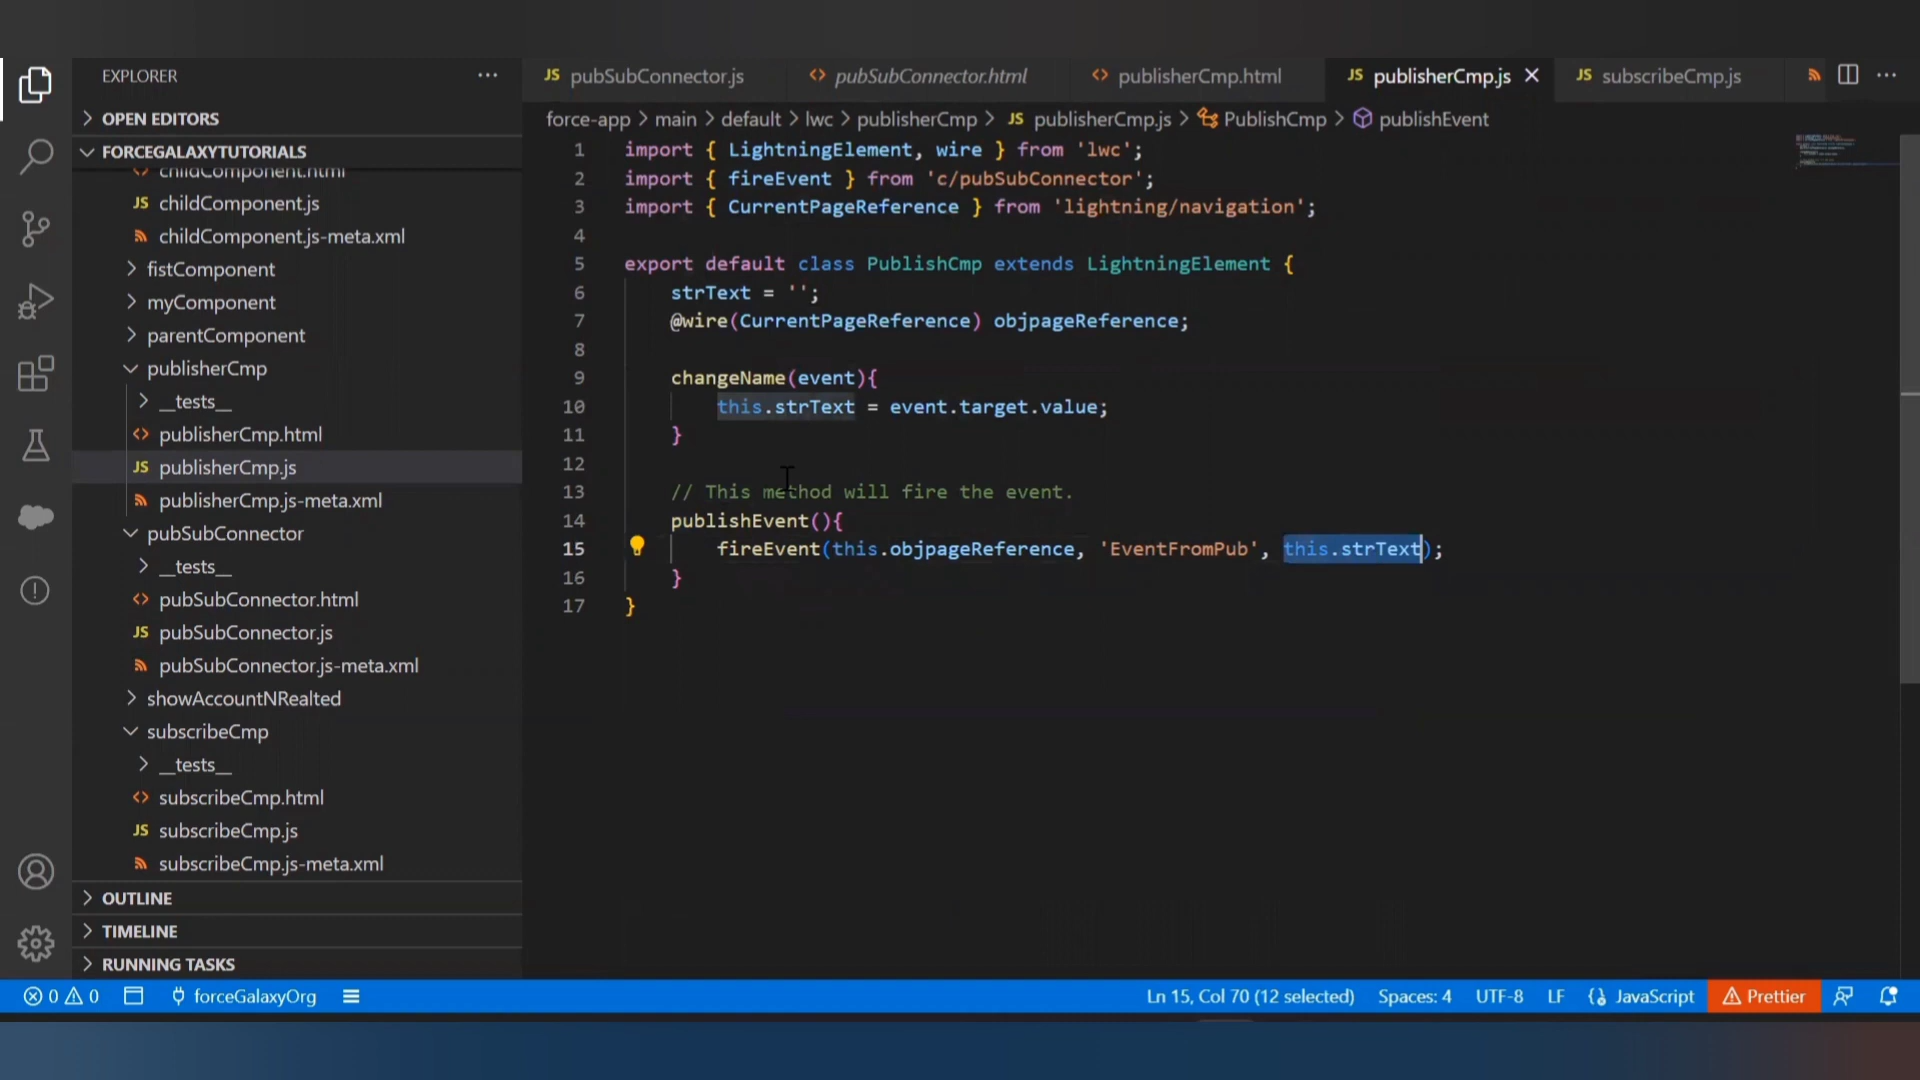 EXPLORER
OPEN EDITORS
FORCEGALAXYTUTORIALS
childComponent.html
JS childComponent.js
childComponent.js-meta.xml
fistComponent
myComponent
parentComponent
publisherCmp
__tests__
<> publisherCmp.html
JS publisherCmp.js
publisherCmp.js-meta.xml
pubSubConnector
__tests__
<> pubSubConnector.html
JS pubSubConnector.js
pubSubConnector.js-meta.xml
showAccountNRealted
subscribeCmp
__tests__
<> subscribeCmp.html
JS subscribeCmp.js
subscribeCmp.js-meta.xml
OUTLINE
TIMELINE
RUNNING TASKS
JS pubSubConnector.js <> pubSubConnector.html <> publisherCmp.html JS publisherCmp.js JS subscribeCmp.js
force-app > main > default > lwc > publisherCmp > JS publisherCmp.js > PublishCmp > publishEvent
1 import { LightningElement, wire } from 'lwc';
2 import { fireEvent } from 'c/pubSubConnector';
3 import { CurrentPageReference } from 'lightning/navigation';
4
5 export default class PublishCmp extends LightningElement {
6 strText = '';
7 @wire(CurrentPageReference) objpageReference;
8
9 changeName(event){
10 this.strText = event.target.value;
11 }
12
13 // This method will fire the event.
14 publishEvent(){
15 fireEvent(this.objpageReference, 'EventFromPub', this.strText);
16 }
17 }
0 0 forceGalaxyOrg Ln 15, Col 70 (12 selected) Spaces: 4 UTF-8 LF {} JavaScript Prettier